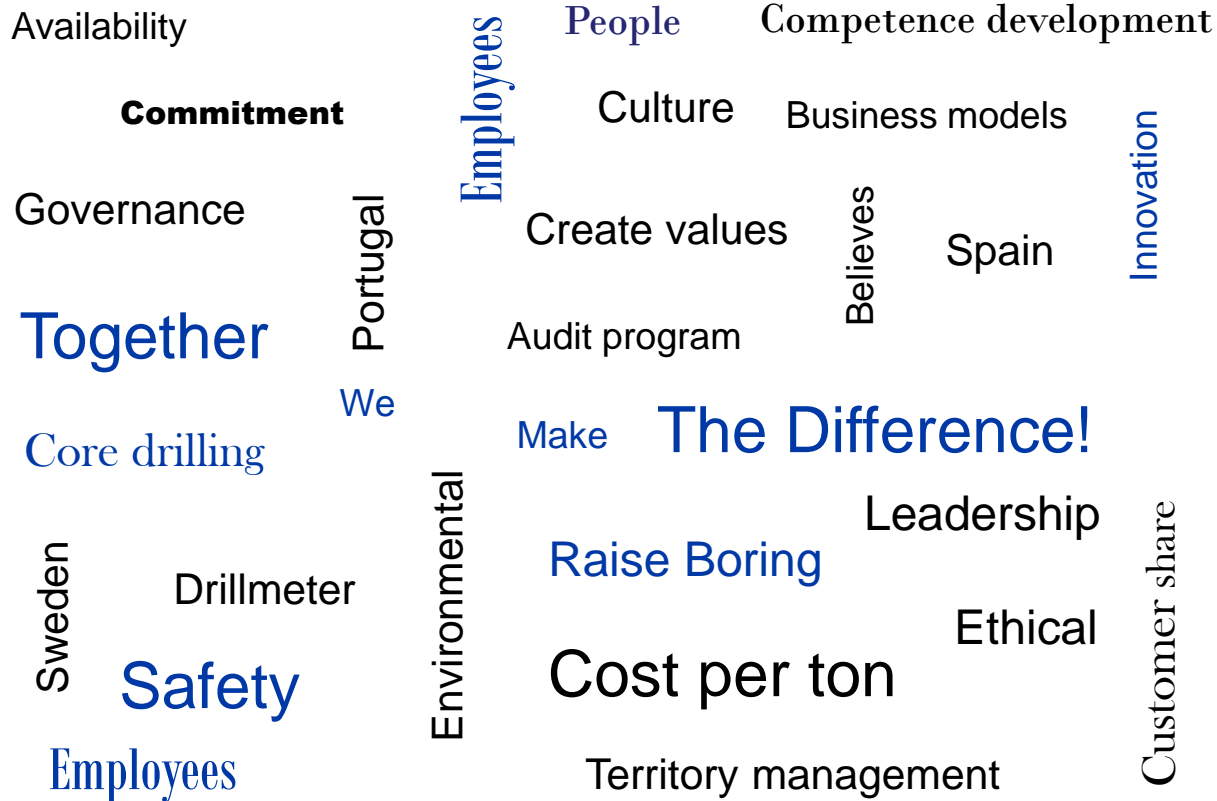 Availability
People
Competence development
Employees
Commitment
Culture
Business models
Innovation
Governance
Portugal
Create values
Believes
Spain
Together
Audit program
We
Make
The Difference!
Core drilling
Environmental
Leadership
Customer share
Raise Boring
Sweden
Drillmeter
Ethical
Safety
Cost per ton
Employees
Territory management